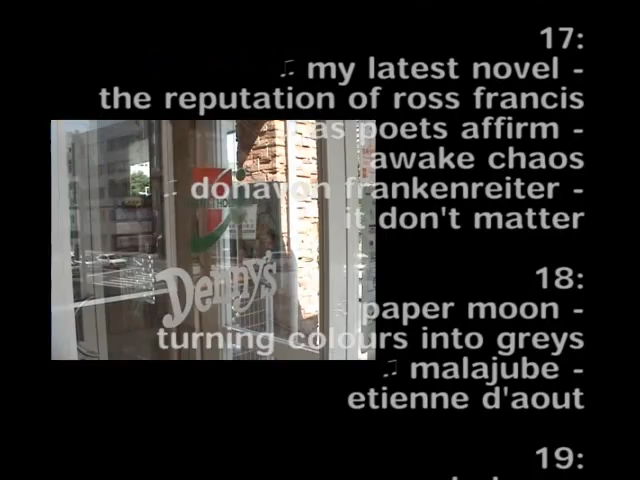 17:
♫ my latest novel -
the reputation of ross francis
♫ as poets affirm -
awake chaos
♫ donavon frankenreiter -
it don't matter
Denny's
18:
paper moon -
turning colours into greys
♫ malajube -
etienne d'aout
19: